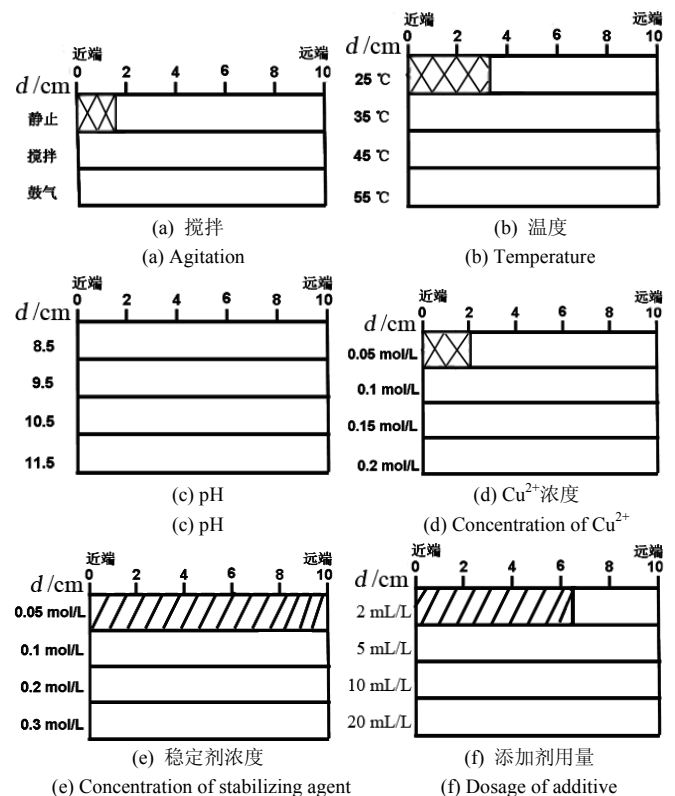 近端 远端
0 2 4 6 8 10
d /cm
静止
搅拌
鼓气
(a) 搅拌
(a) Agitation
近端 远端
0 2 4 6 8 10
d /cm
25 ℃
35 ℃
45 ℃
55 ℃
(b) 温度
(b) Temperature
近端 远端
0 2 4 6 8 10
d /cm
8.5
9.5
10.5
11.5
(c) pH
(c) pH
近端 远端
0 2 4 6 8 10
d /cm
0.05 mol/L
0.1 mol/L
0.15 mol/L
0.2 mol/L
(d) Cu²⁺浓度
(d) Concentration of Cu²⁺
近端 远端
0 2 4 6 8 10
d /cm
0.05 mol/L
0.1 mol/L
0.2 mol/L
0.3 mol/L
(e) 稳定剂浓度
(e) Concentration of stabilizing agent
近端 远端
0 2 4 6 8 10
d /cm
2 mL/L
5 mL/L
10 mL/L
20 mL/L
(f) 添加剂用量
(f) Dosage of additive